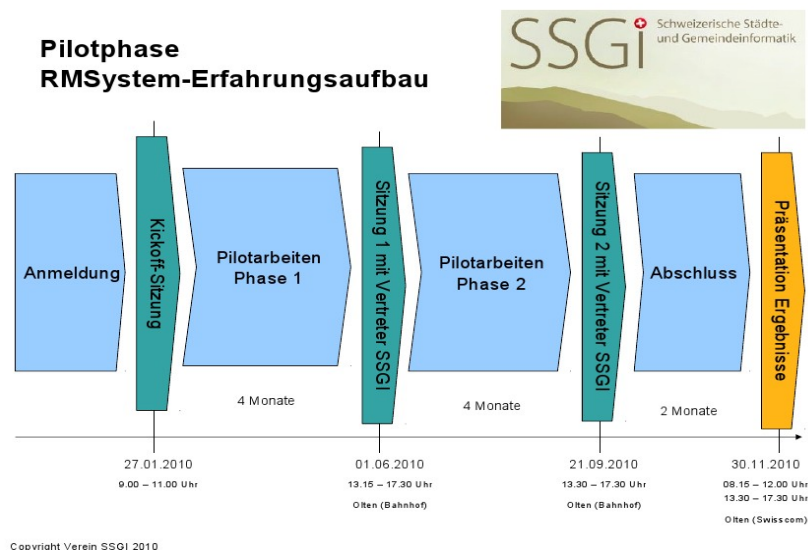 Pilotphase
RMSystem-Erfahrungsaufbau
SSGI
Schweizerische Städte-
und Gemeindeinformatik
Anmeldung
Kickoff-Sitzung
Pilotarbeiten
Phase 1
Sitzung 1 mit Vertreter SSGI
Pilotarbeiten
Phase 2
Sitzung 2 mit Vertreter SSGI
Abschluss
Präsentation Ergebnisse
4 Monate
4 Monate
2 Monate
27.01.2010
9.00 – 11.00 Uhr
01.06.2010
13.15 – 17.30 Uhr
Olten (Bahnhof)
21.09.2010
13.30 – 17.30 Uhr
Olten (Bahnhof)
30.11.2010
08.15 – 12.00 Uhr
13.30 – 17.30 Uhr
Olten (Swisscom)
Copyright Verein SSGI 2010